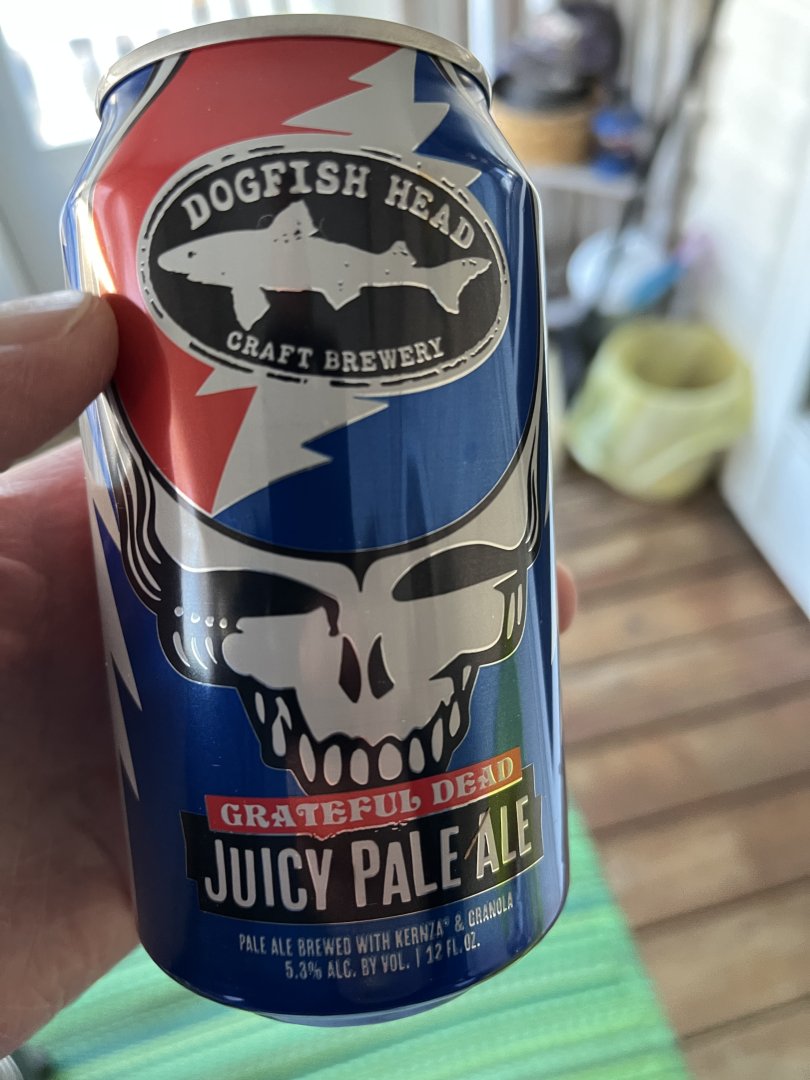 DOGFISH HEAD
CRAFT BREWERY
GRATEFUL DEAD
JUICY PALE ALE
PALE ALE BREWED WITH KERNZA® & GRANOLA
5.3% ALC. BY VOL. | 12 FL. OZ.